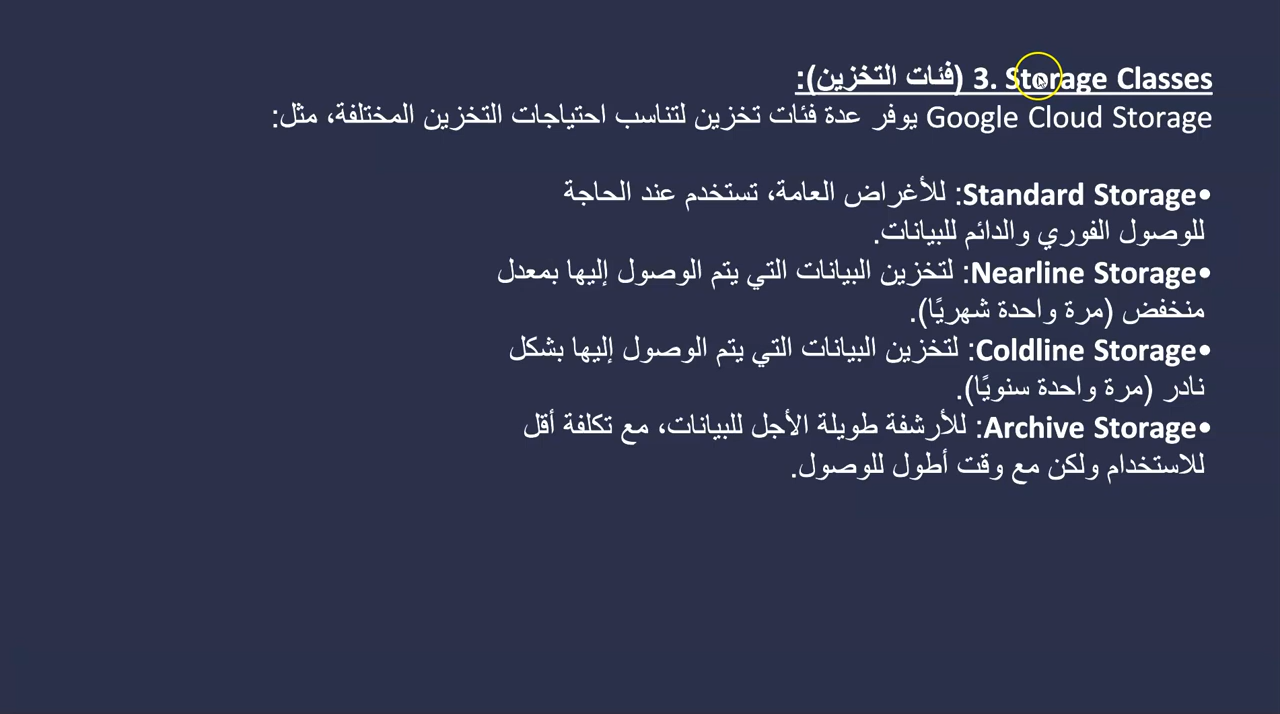 3. Storage Classes (فئات التخزين):
Google Cloud Storage يوفر عدة فئات تخزين لتناسب احتياجات التخزين المختلفة، مثل:
•Standard Storage: للأغراض العامة، تستخدم عند الحاجة
للوصول الفوري والدائم للبيانات.
•Nearline Storage: لتخزين البيانات التي يتم الوصول إليها بمعدل
منخفض (مرة واحدة شهريًا).
•Coldline Storage: لتخزين البيانات التي يتم الوصول إليها بشكل
نادر (مرة واحدة سنويًا).
•Archive Storage: للأرشفة طويلة الأجل للبيانات، مع تكلفة أقل
للاستخدام ولكن مع وقت أطول للوصول.